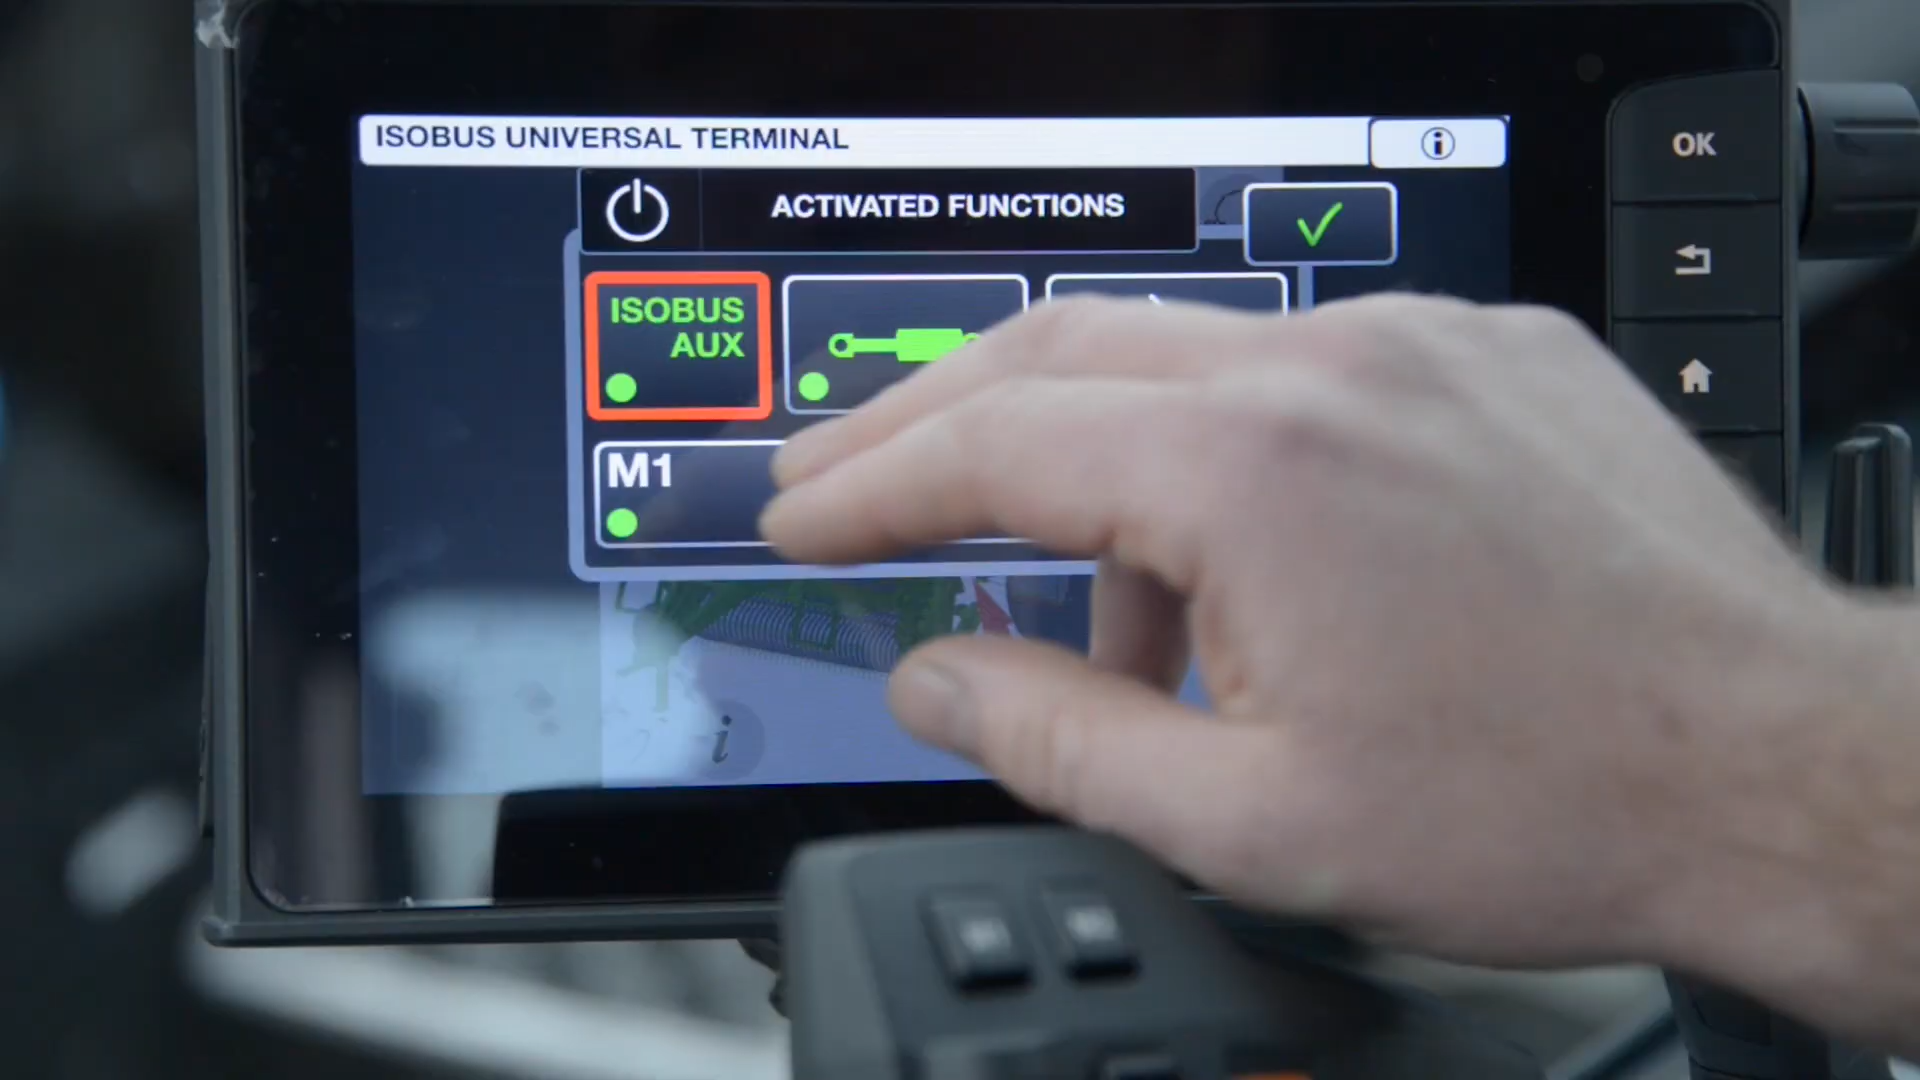 ISOBUS UNIVERSAL TERMINAL
i
ACTIVATED FUNCTIONS
OK
ISOBUS
AUX
M1
i